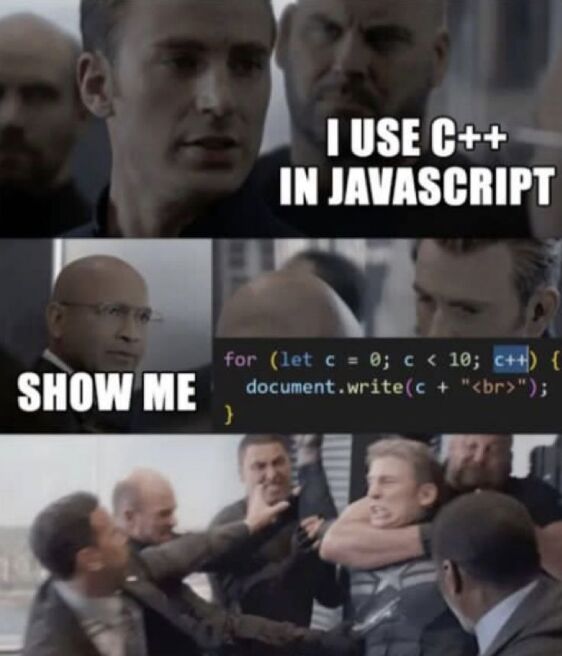 I USE C++
IN JAVASCRIPT
SHOW ME
for (let c = 0; c < 10; c++) {
document.write(c + "<br>");
}